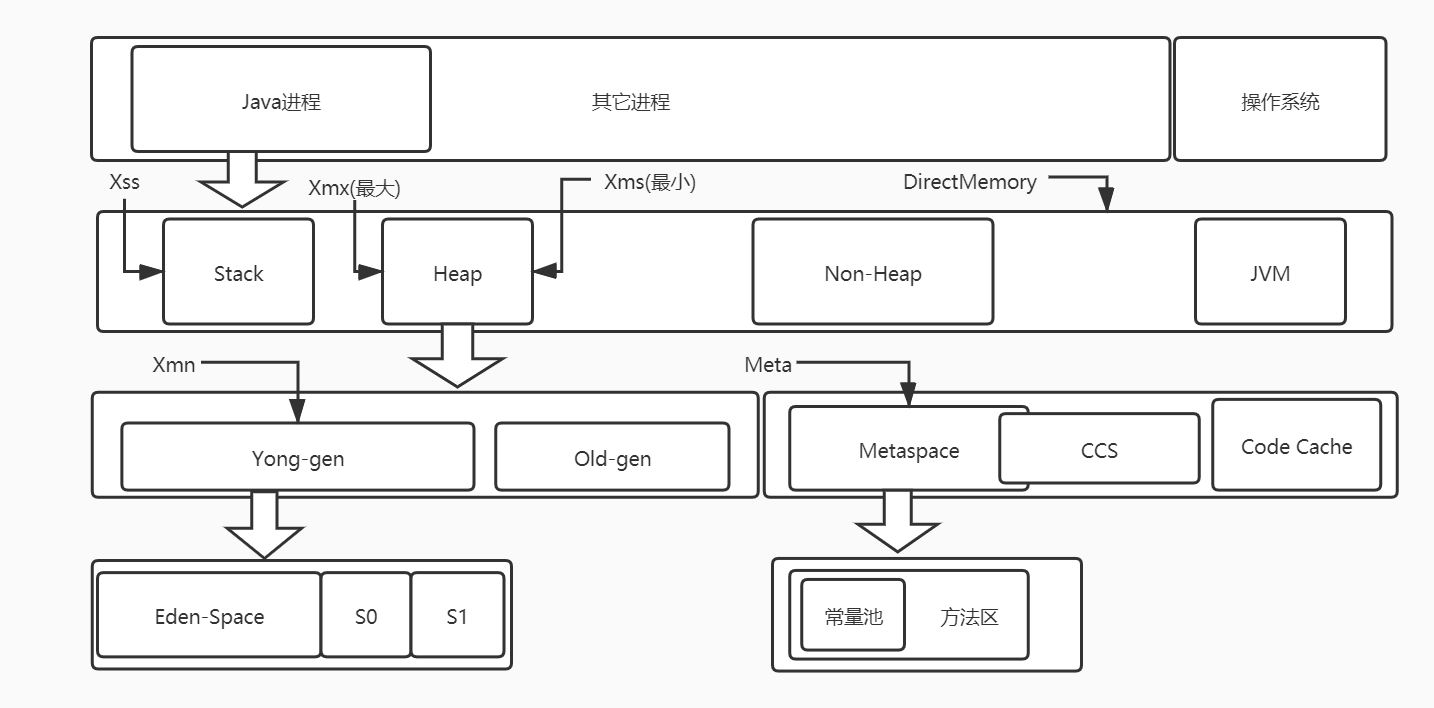 Java进程
其它进程
操作系统
Xss
Xmx(最大)
Xms(最小)
DirectMemory
Stack
Heap
Non-Heap
JVM
Xmn
Meta
Yong-gen
Old-gen
Metaspace
CCS
Code Cache
Eden-Space
S0
S1
常量池
方法区